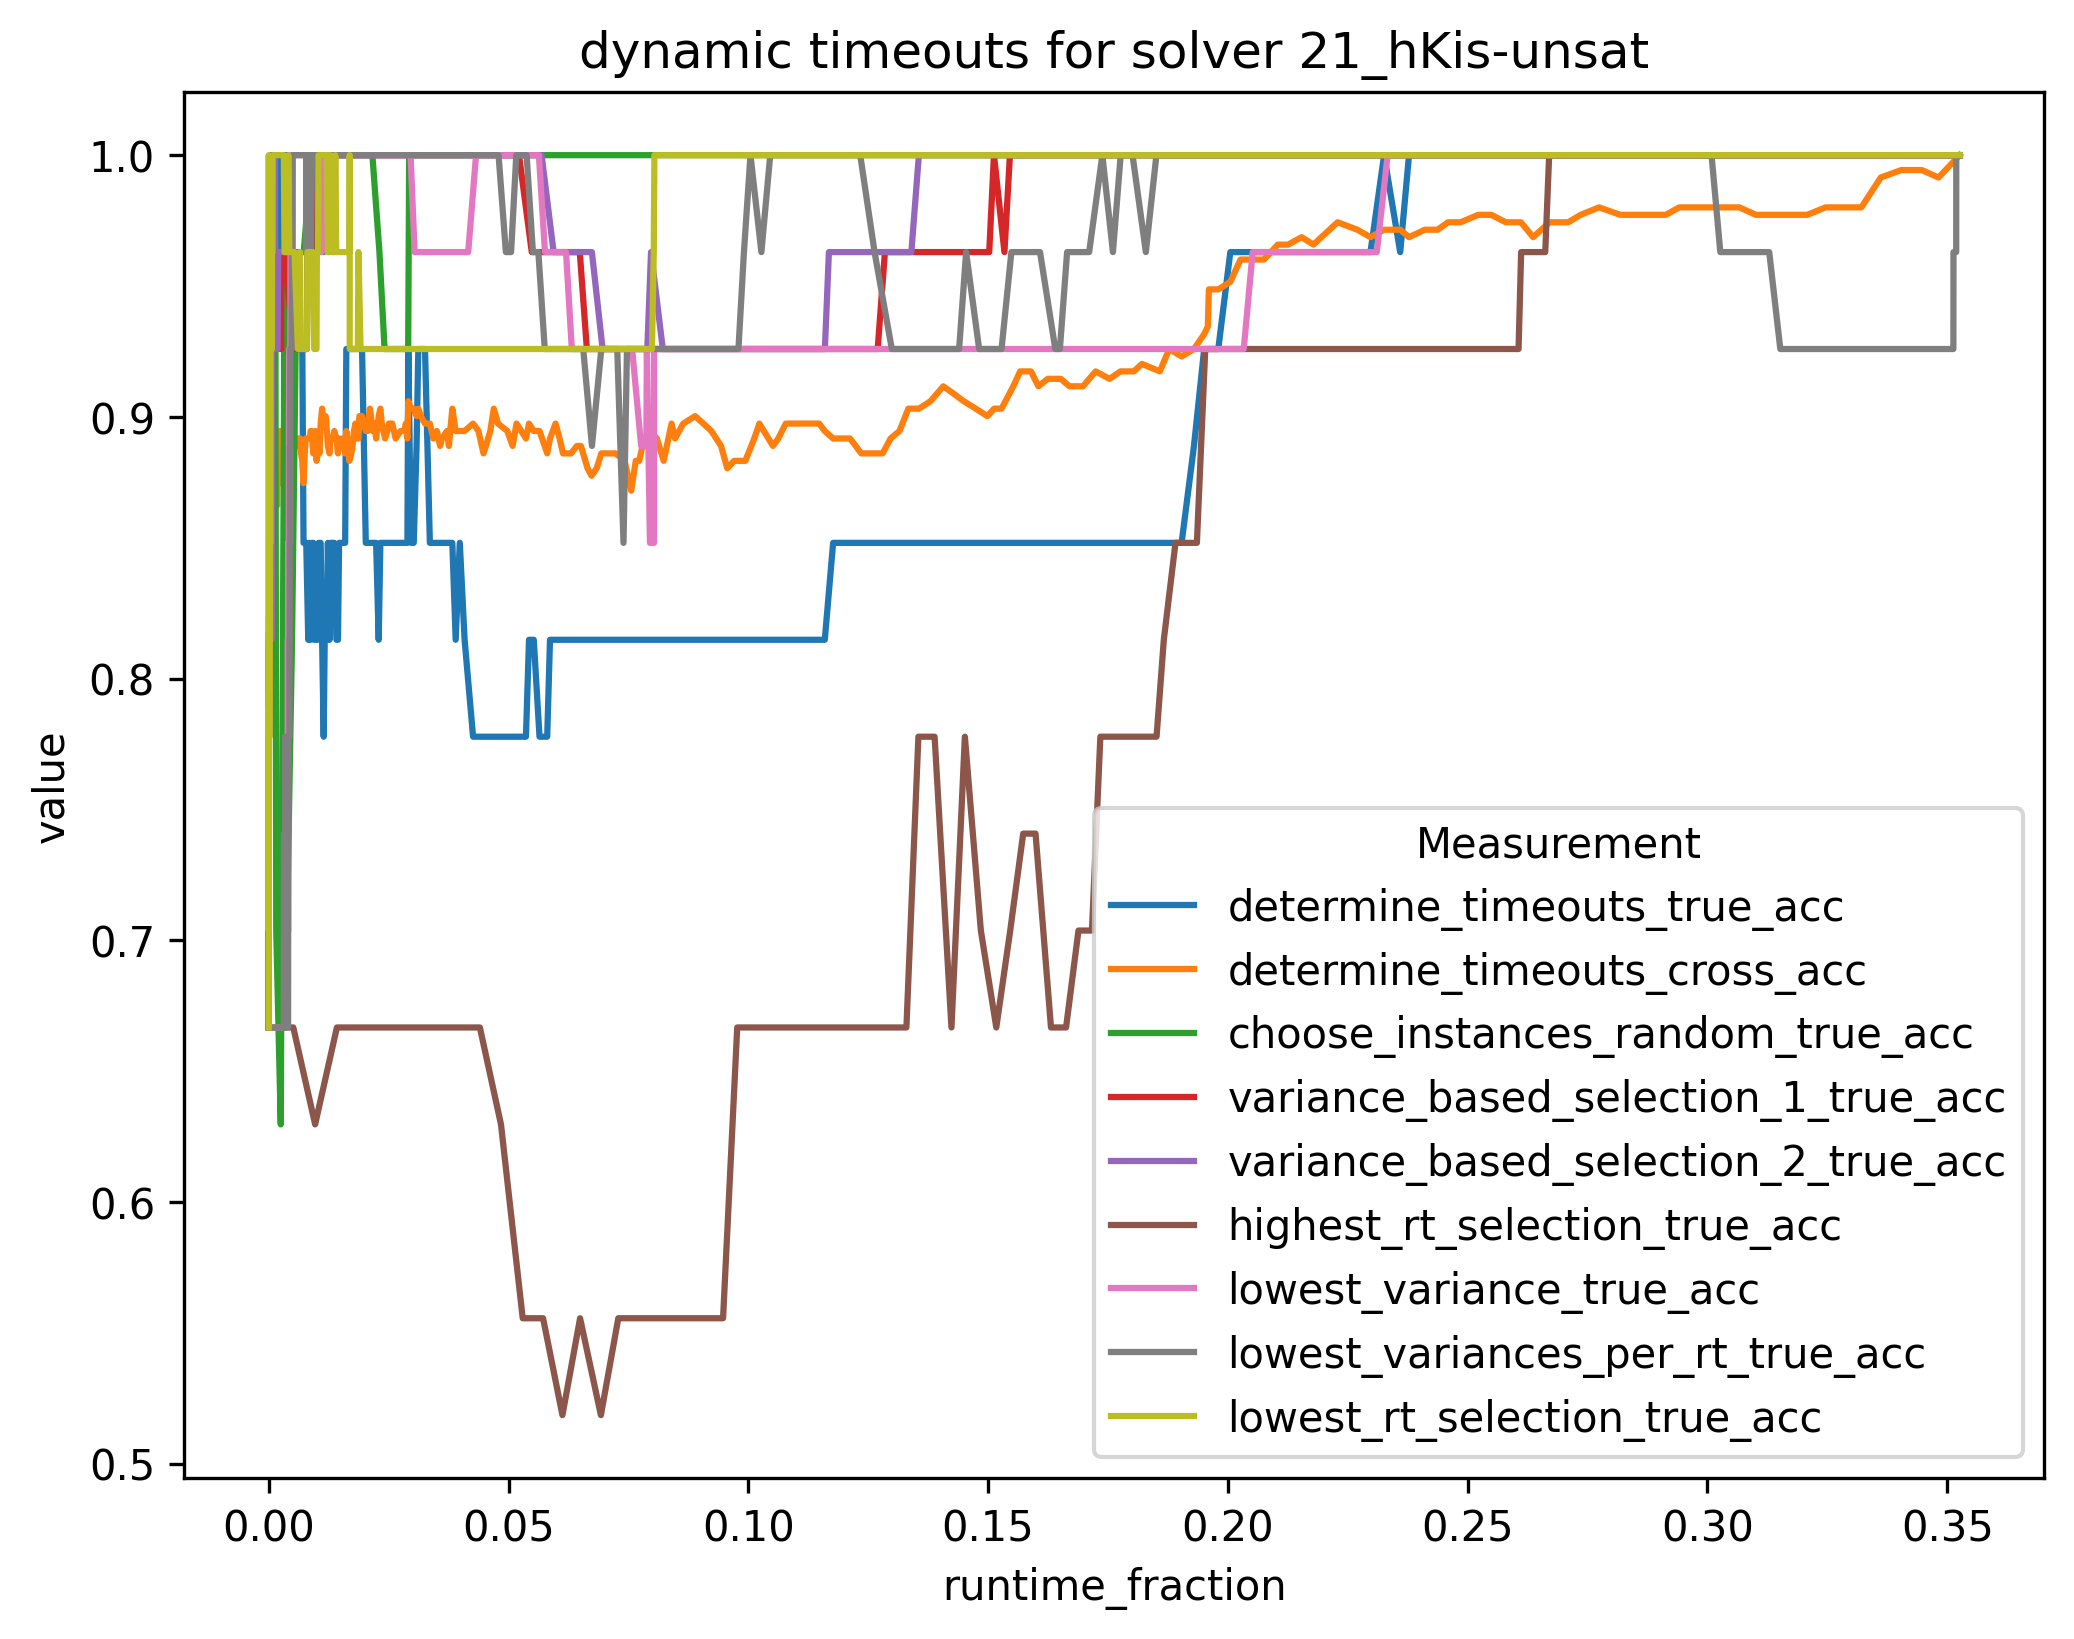 dynamic timeouts for solver 21_hKis-unsat
1.0
0.9
0.8
0.7
0.6
0.5
value
Measurement
determine_timeouts_true_acc
determine_timeouts_cross_acc
choose_instances_random_true_acc
variance_based_selection_1_true_acc
variance_based_selection_2_true_acc
highest_rt_selection_true_acc
lowest_variance_true_acc
lowest_variances_per_rt_true_acc
lowest_rt_selection_true_acc
0.00 0.05 0.10 0.15 0.20 0.25 0.30 0.35
runtime_fraction